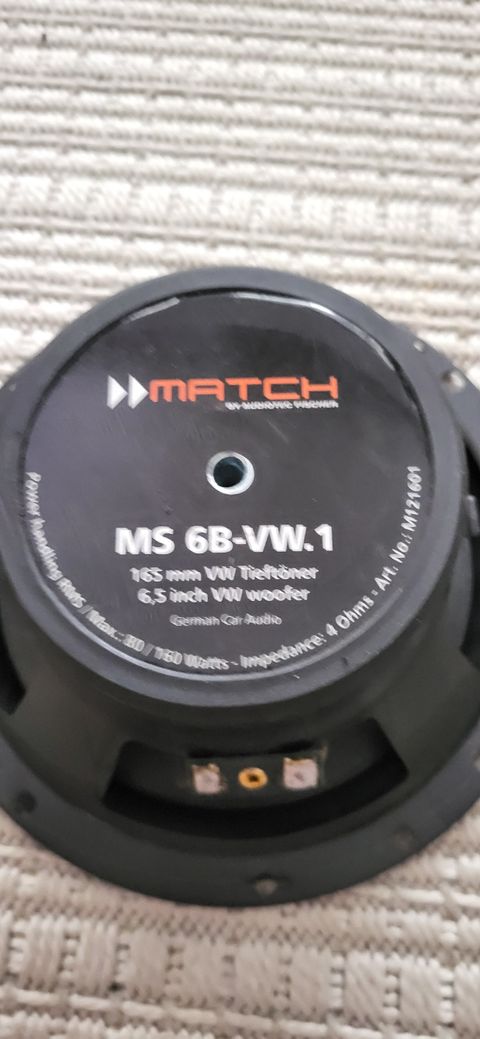 MATCH
BY AUDIOTEC FISCHER
MS 6B-VW.1
165 mm VW Tieftöner
6,5 inch VW woofer
German Car Audio
Power handling RMS / Max.: 80 / 160 Watts - Impedance: 4 Ohms - Art. No.: M121601